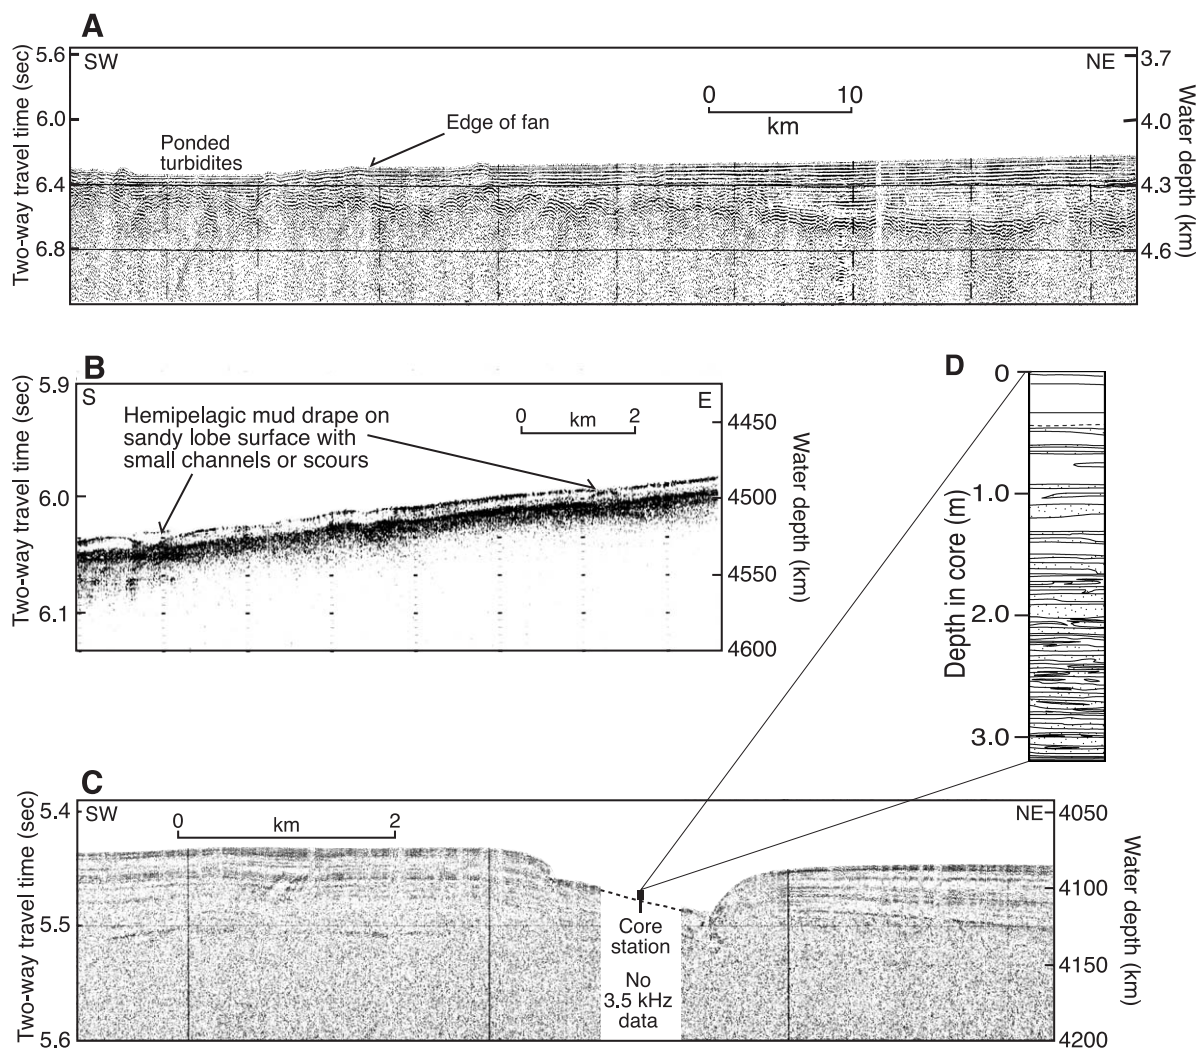 A
Two-way travel time (sec)
5.6
6.0
6.4
6.8
SW
NE
Ponded
turbidites
Edge of fan
0 10
km
3.7
4.0
4.3
4.6
Water depth (km)
B
Two-way travel time (sec)
5.9
6.0
6.1
S
E
Hemipelagic mud drape on
sandy lobe surface with
small channels or scours
0 km 2
4450
4500
4550
4600
Water depth (km)
D
Depth in core (m)
0
1.0
2.0
3.0
C
Two-way travel time (sec)
5.4
5.5
5.6
SW
NE
0 2
km
Core
station
No
3.5 kHz
data
4050
4100
4150
4200
Water depth (km)